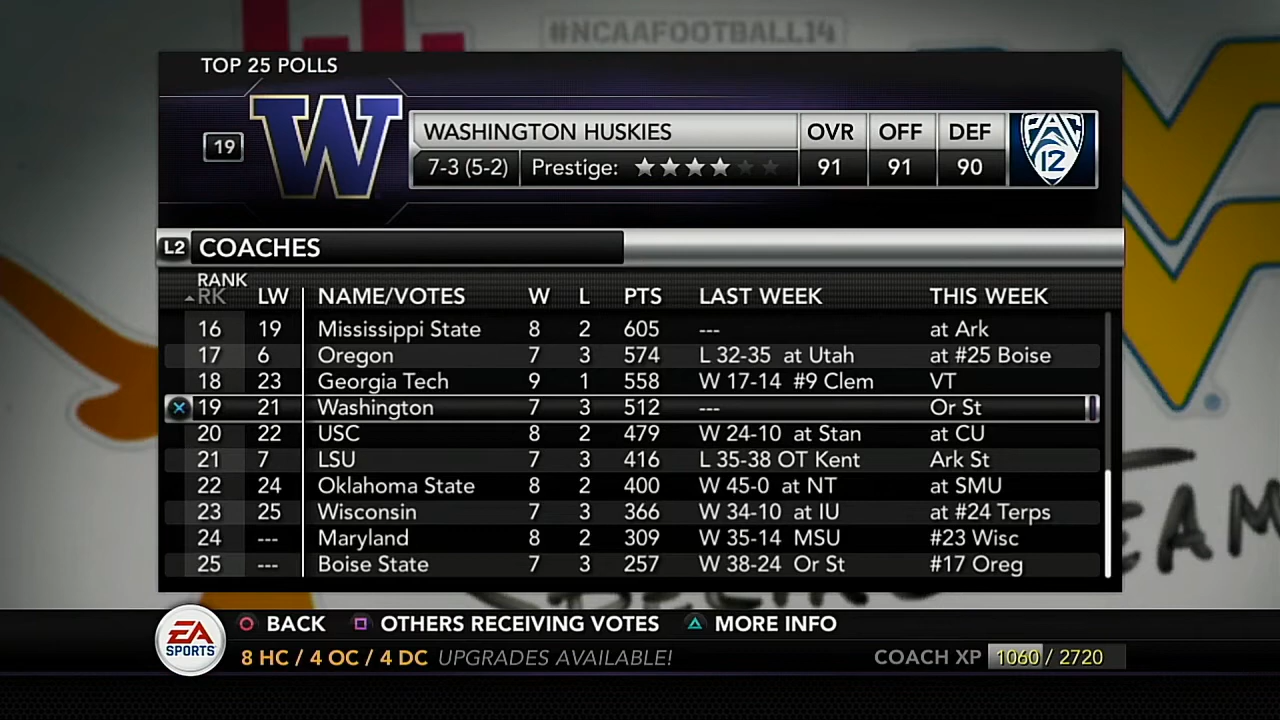 #NCAAFOOTBALL14
TOP 25 POLLS
19 W WASHINGTON HUSKIES OVR OFF DEF PAC 12
7-3 (5-2) Prestige: 91 91 90
L2 COACHES
RANK
RK LW NAME/VOTES W L PTS LAST WEEK THIS WEEK
16 19 Mississippi State 8 2 605 --- at Ark
17 6 Oregon 7 3 574 L 32-35 at Utah at #25 Boise
18 23 Georgia Tech 9 1 558 W 17-14 #9 Clem VT
19 21 Washington 7 3 512 --- Or St
20 22 USC 8 2 479 W 24-10 at Stan at CU
21 7 LSU 7 3 416 L 35-38 OT Kent Ark St
22 24 Oklahoma State 8 2 400 W 45-0 at NT at SMU
23 25 Wisconsin 7 3 366 W 34-10 at IU at #24 Terps
24 --- Maryland 8 2 309 W 35-14 MSU #23 Wisc
25 --- Boise State 7 3 257 W 38-24 Or St #17 Oreg
BACK OTHERS RECEIVING VOTES MORE INFO
EA SPORTS
8 HC / 4 OC / 4 DC UPGRADES AVAILABLE! COACH XP 1060 / 2720